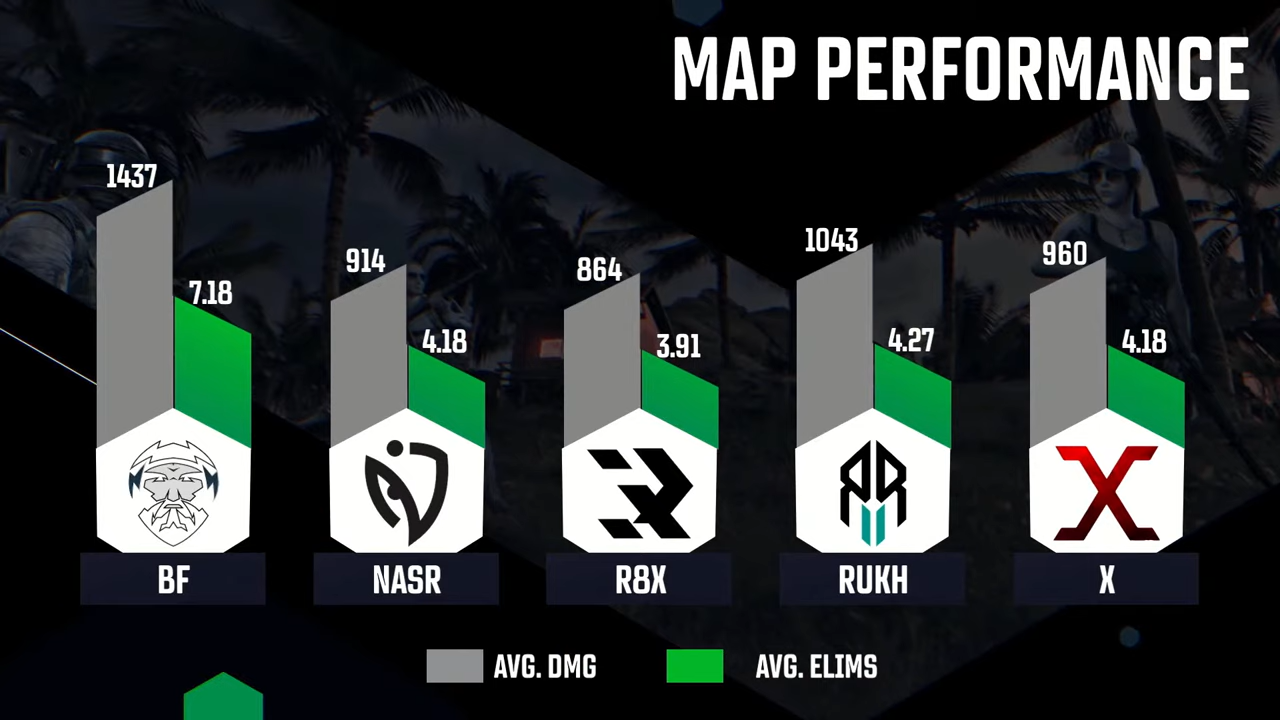 MAP PERFORMANCE
1437
7.18
914
4.18
864
3.91
1043
4.27
960
4.18
BF
NASR
R8X
RUKH
X
AVG. DMG
AVG. ELIMS